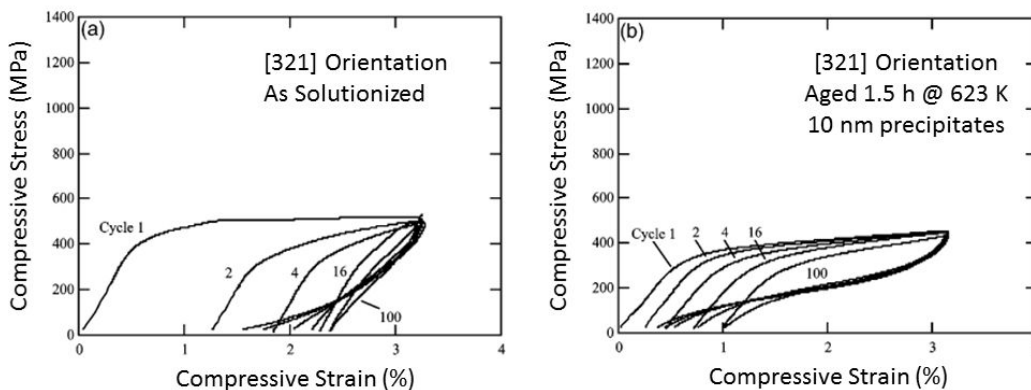 (a)
[321] Orientation
As Solutionized
Compressive Stress (MPa)
1400
1200
1000
800
600
400
200
0
Cycle 1
2
4
16
100
0
1
2
3
4
Compressive Strain (%)
(b)
[321] Orientation
Aged 1.5 h @ 623 K
10 nm precipitates
Compressive Stress (MPa)
1400
1200
1000
800
600
400
200
0
Cycle 1
2
4
16
100
0
1
2
3
4
Compressive Strain (%)